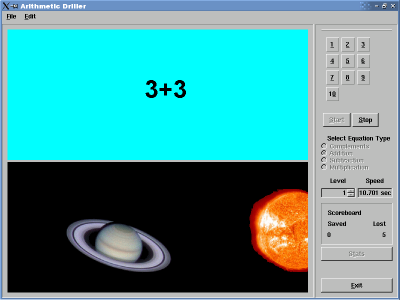 Arithmetic Driller
File Edit
3+3
1 2 3
4 5 6
7 8 9
10
Start Stop
Select Equation Type
Complements
Addition
Subtraction
Multiplication
Level Speed
1 10.701 sec
Scoreboard
Saved Lost
0 5
Stats
Exit